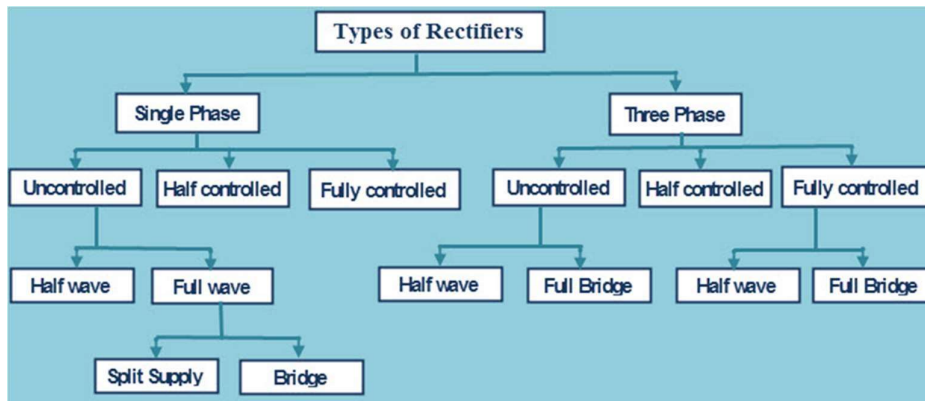 Types of Rectifiers
Single Phase
Three Phase
Uncontrolled
Half controlled
Fully controlled
Uncontrolled
Half controlled
Fully controlled
Half wave
Full wave
Half wave
Full Bridge
Half wave
Full Bridge
Split Supply
Bridge